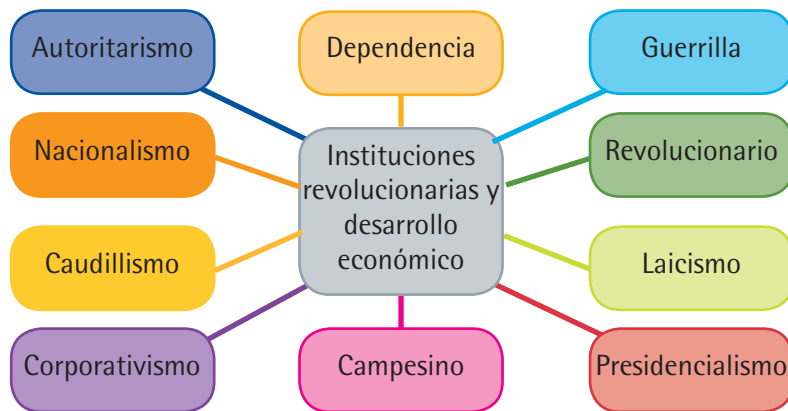 Autoritarismo
Dependencia
Guerrilla
Nacionalismo
Instituciones
revolucionarias y
desarrollo
económico
Revolucionario
Caudillismo
Laicismo
Corporativismo
Campesino
Presidencialismo